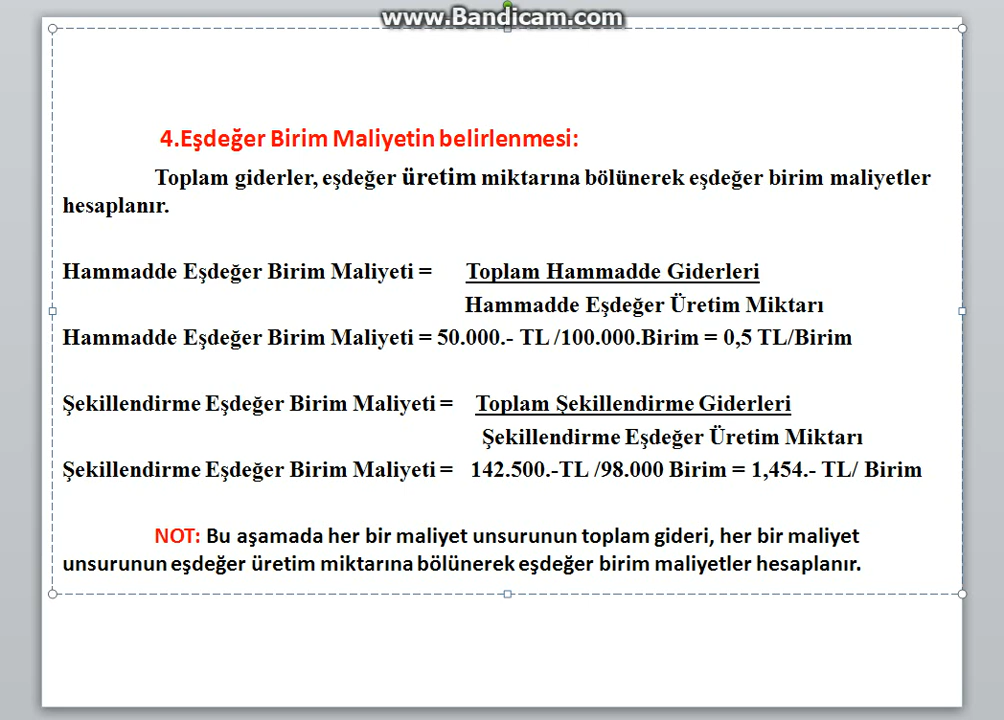 www.Bandicam.com
4.Eşdeğer Birim Maliyetin belirlenmesi:
Toplam giderler, eşdeğer üretim miktarına bölünerek eşdeğer birim maliyetler
hesaplanır.
Hammadde Eşdeğer Birim Maliyeti = Toplam Hammadde Giderleri
Hammadde Eşdeğer Üretim Miktarı
Hammadde Eşdeğer Birim Maliyeti = 50.000.- TL /100.000.Birim = 0,5 TL/Birim
Şekillendirme Eşdeğer Birim Maliyeti = Toplam Şekillendirme Giderleri
Şekillendirme Eşdeğer Üretim Miktarı
Şekillendirme Eşdeğer Birim Maliyeti = 142.500.-TL /98.000 Birim = 1,454.- TL/ Birim
NOT: Bu aşamada her bir maliyet unsurunun toplam gideri, her bir maliyet
unsurunun eşdeğer üretim miktarına bölünerek eşdeğer birim maliyetler hesaplanır.